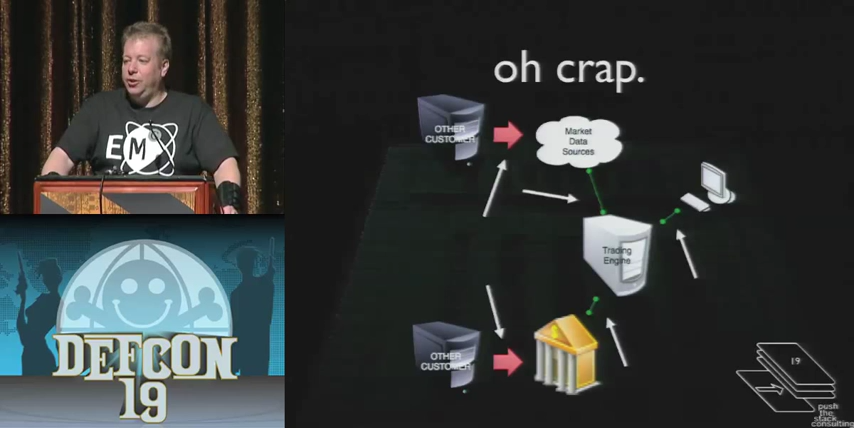 oh crap.
OTHER
CUSTOMER
Market
Data
Sources
Trading
Engine
OTHER
CUSTOMER
19
push
the
stack
consulting
EM
DEFCON
19